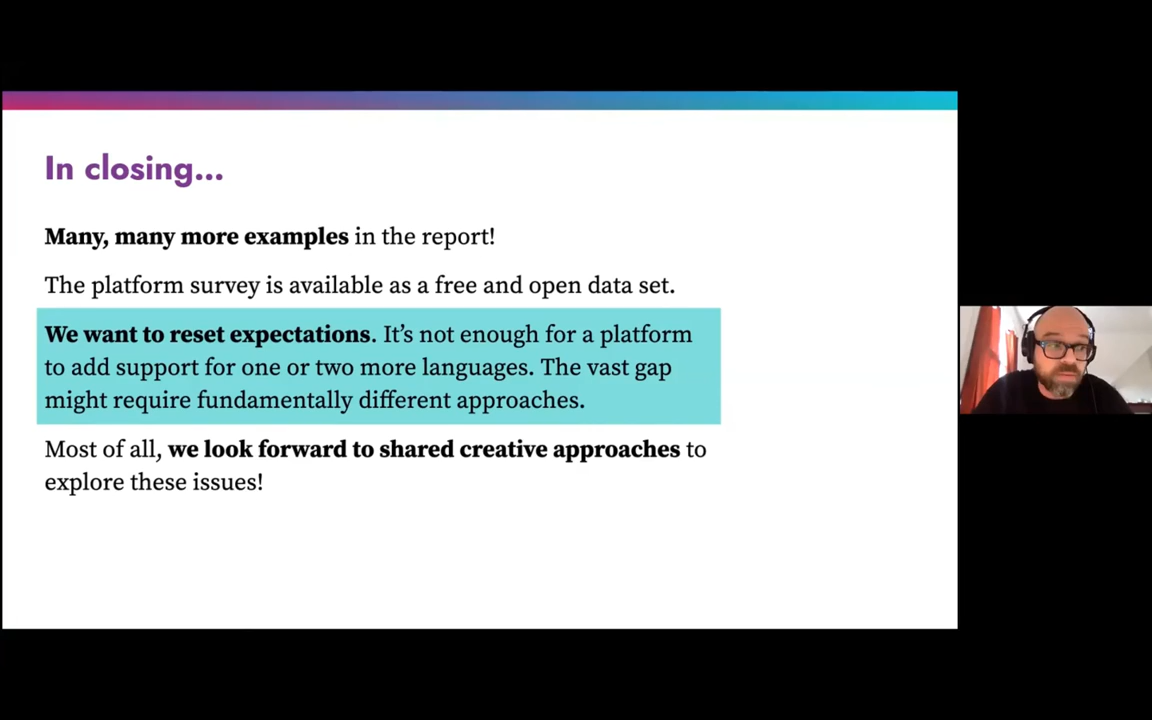 In closing...
Many, many more examples in the report!
The platform survey is available as a free and open data set.
We want to reset expectations. It’s not enough for a platform
to add support for one or two more languages. The vast gap
might require fundamentally different approaches.
Most of all, we look forward to shared creative approaches to
explore these issues!